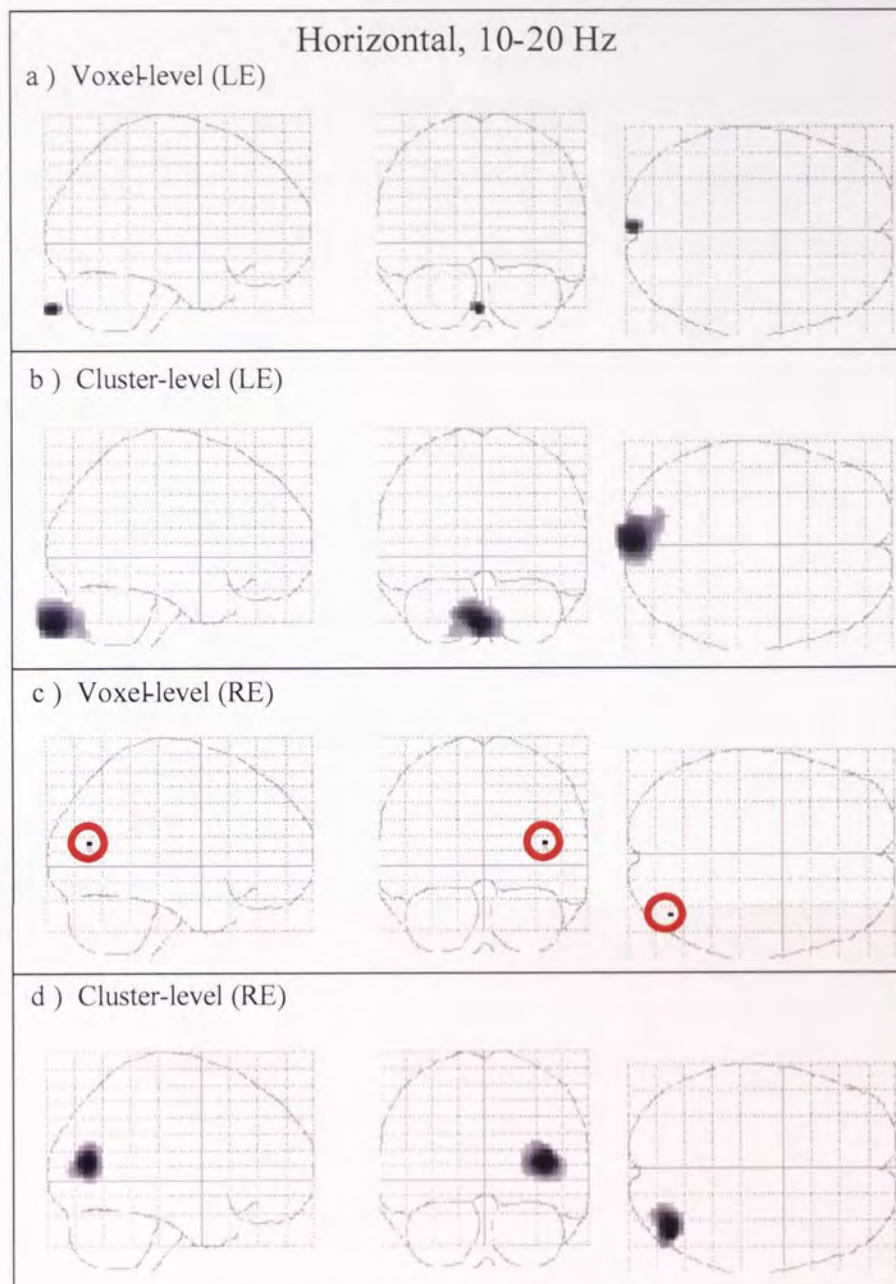 Horizontal, 10-20 Hz
a ) Voxel-level (LE)
b ) Cluster-level (LE)
c ) Voxel-level (RE)
d ) Cluster-level (RE)